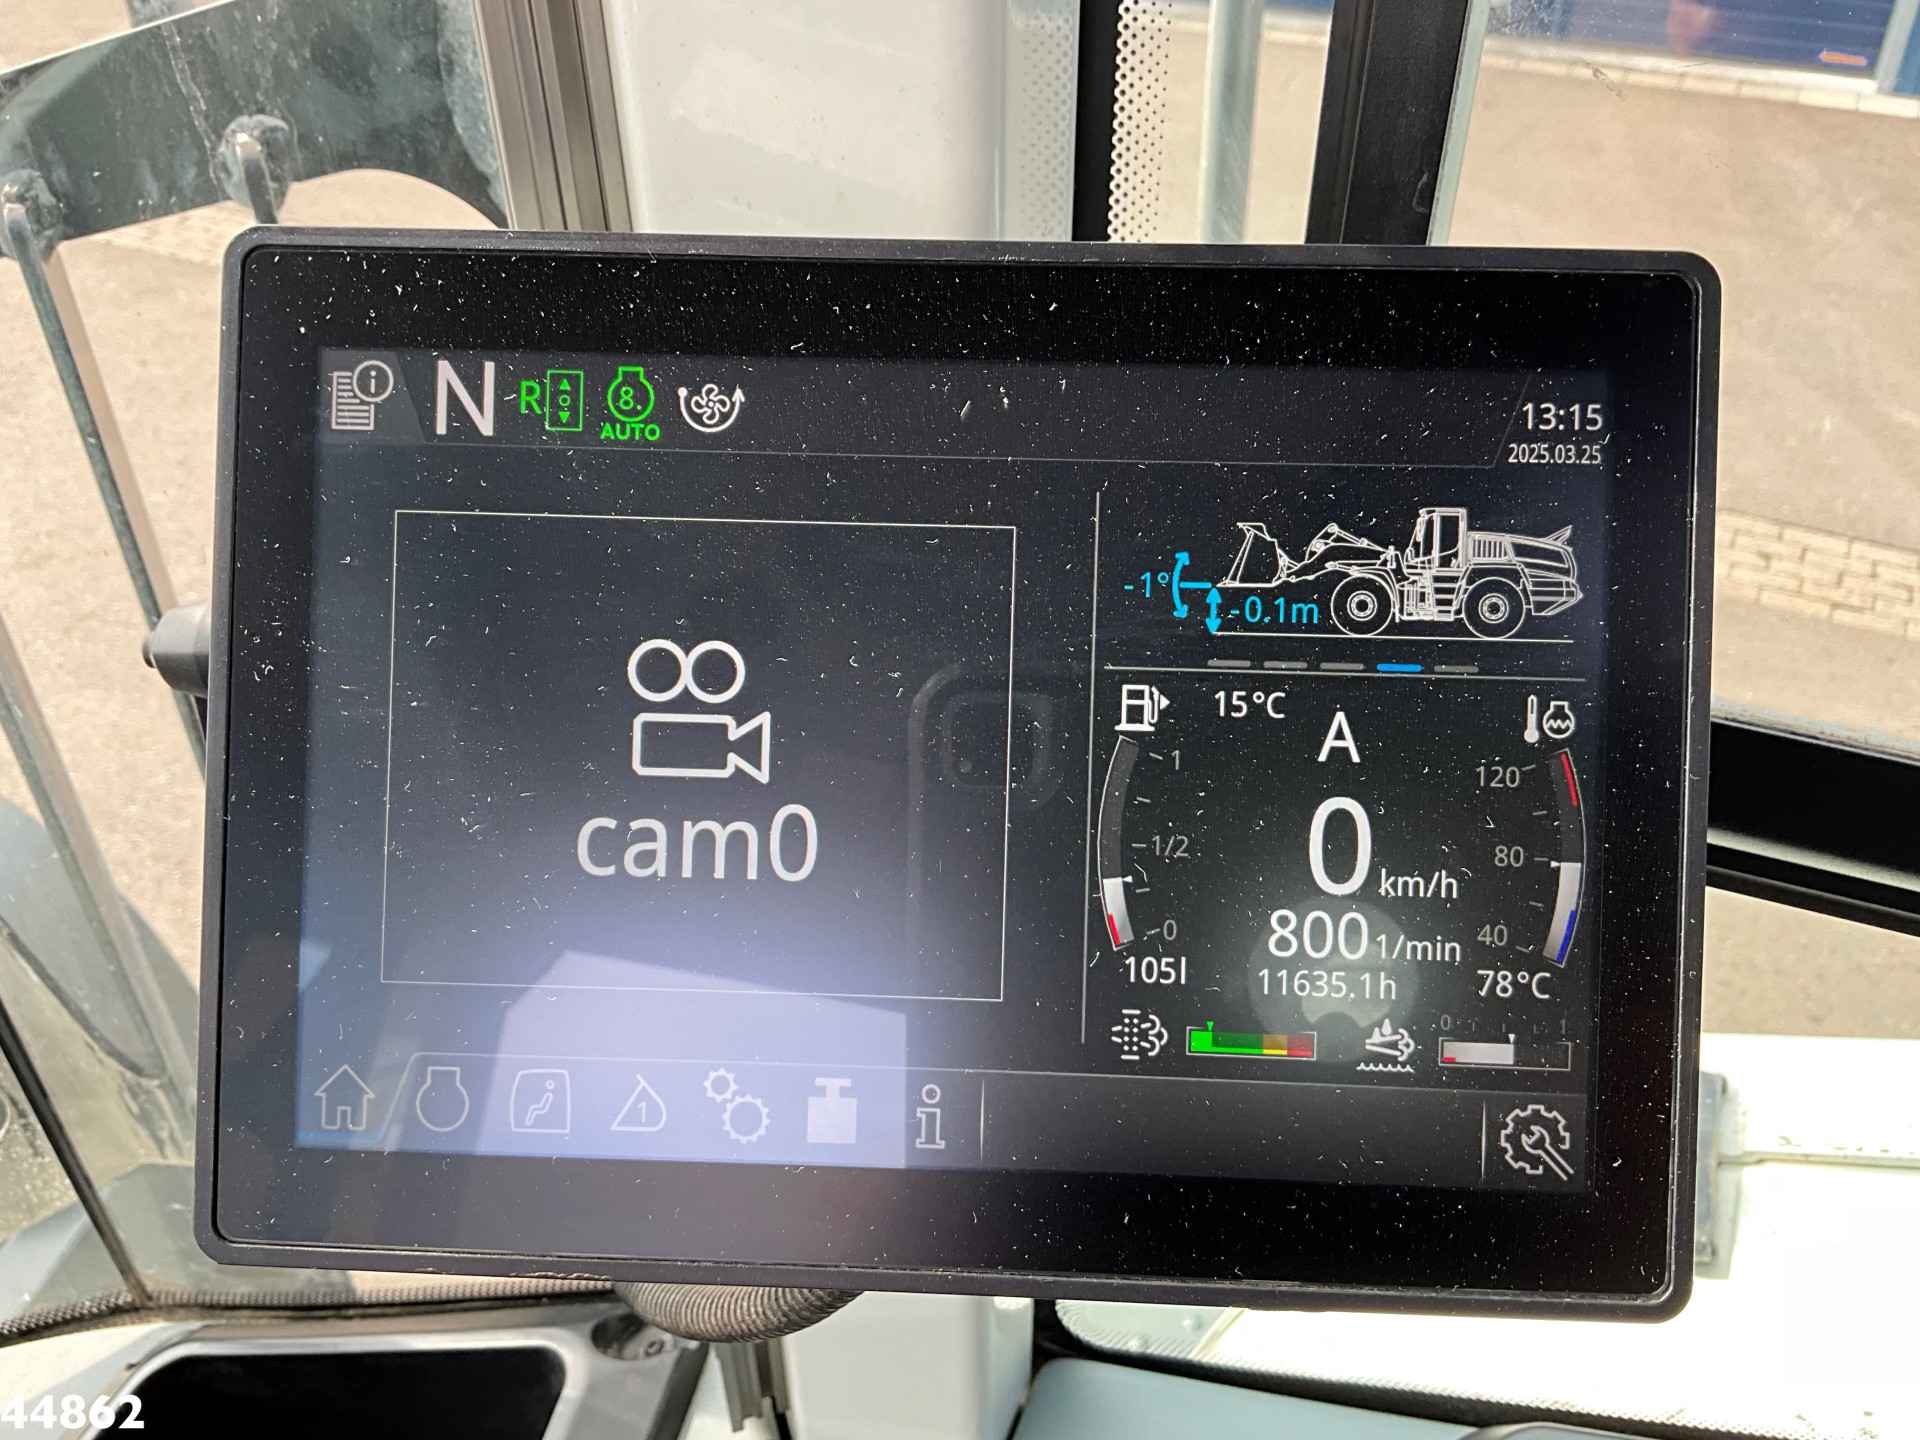 N R 8. AUTO
13:15
2025.03.25
-1°
-0.1m
cam0
15°C
A
1
1/2
0
105l
120
80
40
78°C
0 km/h
800 1/min
11635.1h
0 1
1
44862